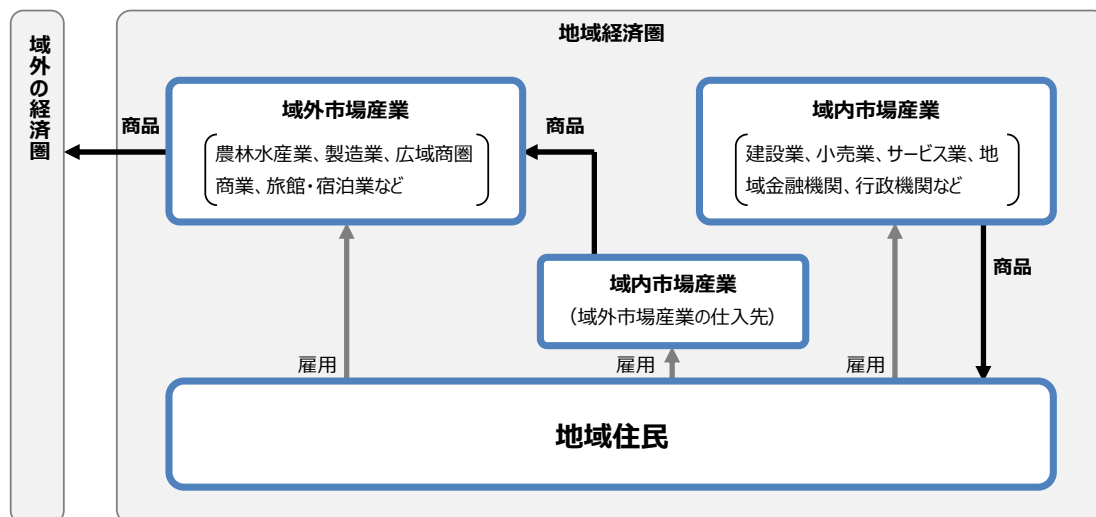 域外の経済圏
地域経済圏
域外市場産業
農林水産業、製造業、広域商圏
商業、旅館・宿泊業など
域内市場産業
建設業、小売業、サービス業、地
域金融機関、行政機関など
商品
商品
商品
域内市場産業
(域外市場産業の仕入先)
雇用
雇用
雇用
地域住民